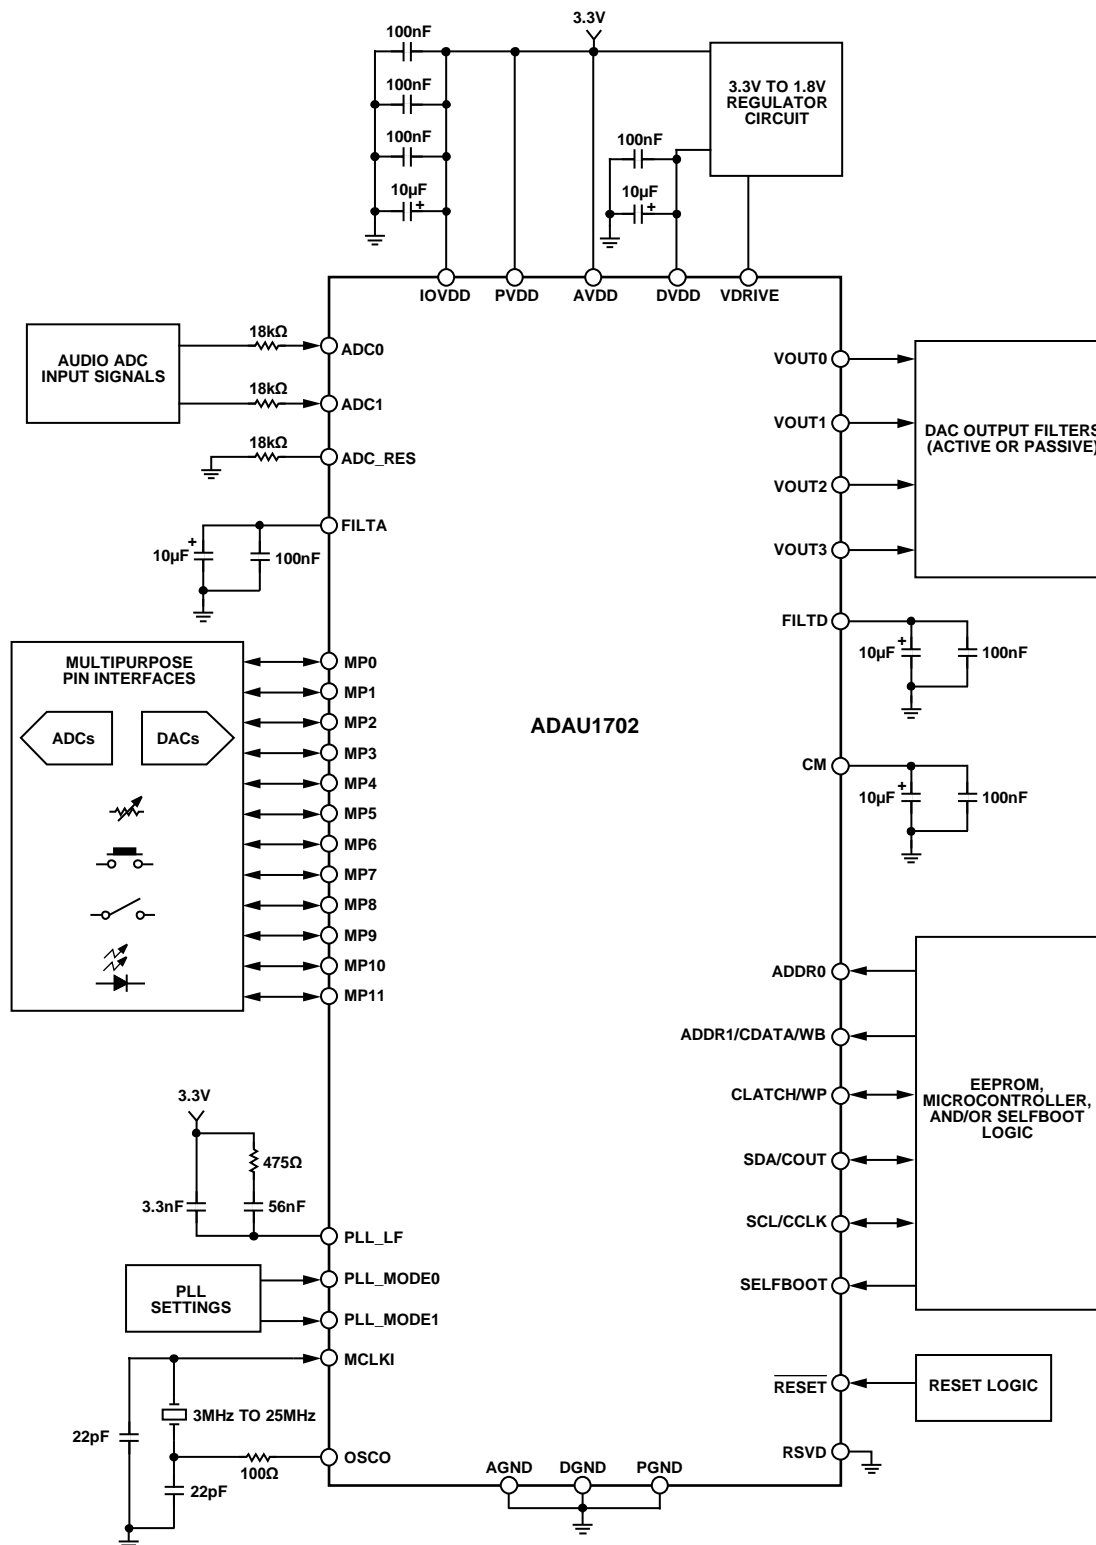 3.3V
100nF
100nF
100nF
10µF
+
100nF
10µF
+
3.3V TO 1.8V
REGULATOR
CIRCUIT
IOVDD
PVDD
AVDD
DVDD
VDRIVE
AUDIO ADC
INPUT SIGNALS
18kΩ
ADC0
18kΩ
ADC1
18kΩ
ADC_RES
FILTA
+
10µF
100nF
MULTIPURPOSE
PIN INTERFACES
ADCs
DACs
MP0
MP1
MP2
MP3
MP4
MP5
MP6
MP7
MP8
MP9
MP10
MP11
3.3V
475Ω
3.3nF
56nF
PLL_LF
PLL
SETTINGS
PLL_MODE0
PLL_MODE1
MCLKI
3MHz TO 25MHz
22pF
100Ω
OSCO
22pF
ADAU1702
VOUT0
VOUT1
VOUT2
VOUT3
DAC OUTPUT FILTERS
(ACTIVE OR PASSIVE)
FILTD
+
10µF
100nF
CM
+
10µF
100nF
ADDR0
ADDR1/CDATA/WB
CLATCH/WP
SDA/COUT
SCL/CCLK
SELFBOOT
EEPROM,
MICROCONTROLLER,
AND/OR SELFBOOT
LOGIC
RESET
RESET LOGIC
RSVD
AGND
DGND
PGND